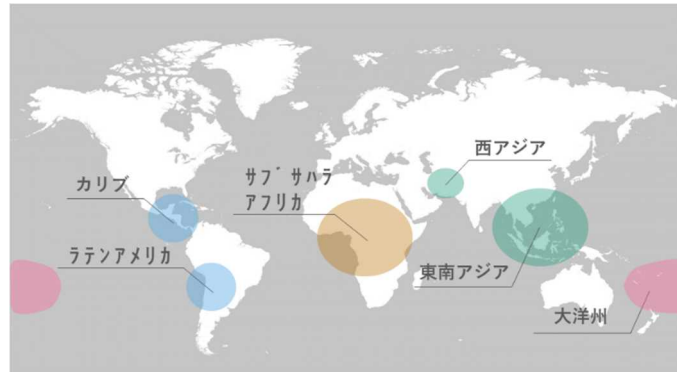 西アジア
カリブ
ｻﾌﾞｻﾊﾗ
ｱﾌﾘｶ
ﾗﾃﾝｱﾒﾘｶ
東南アジア
大洋州